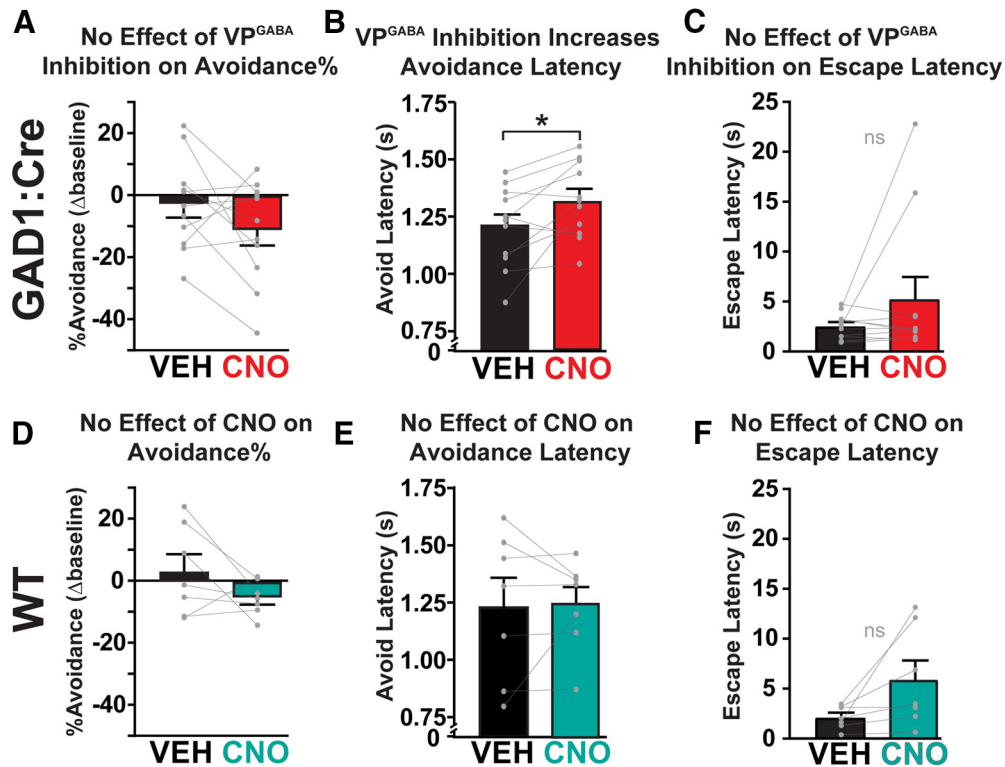 A
No Effect of VPGABA
Inhibition on Avoidance%
%Avoidance (Δbaseline)
20
0
-20
-40
VEH CNO
B
VPGABA Inhibition Increases
Avoidance Latency
Avoid Latency (s)
1.75
1.50
1.25
1.00
0.75
0
*
VEH CNO
C
No Effect of VPGABA
Inhibition on Escape Latency
Escape Latency (s)
25
20
15
10
5
0
ns
VEH CNO
GAD1:Cre
D
No Effect of CNO on
Avoidance%
%Avoidance (Δbaseline)
20
0
-20
-40
VEH CNO
E
No Effect of CNO on
Avoidance Latency
Avoid Latency (s)
1.75
1.50
1.25
1.00
0.75
0
VEH CNO
F
No Effect of CNO on
Escape Latency
Escape Latency (s)
25
20
15
10
5
0
ns
VEH CNO
WT